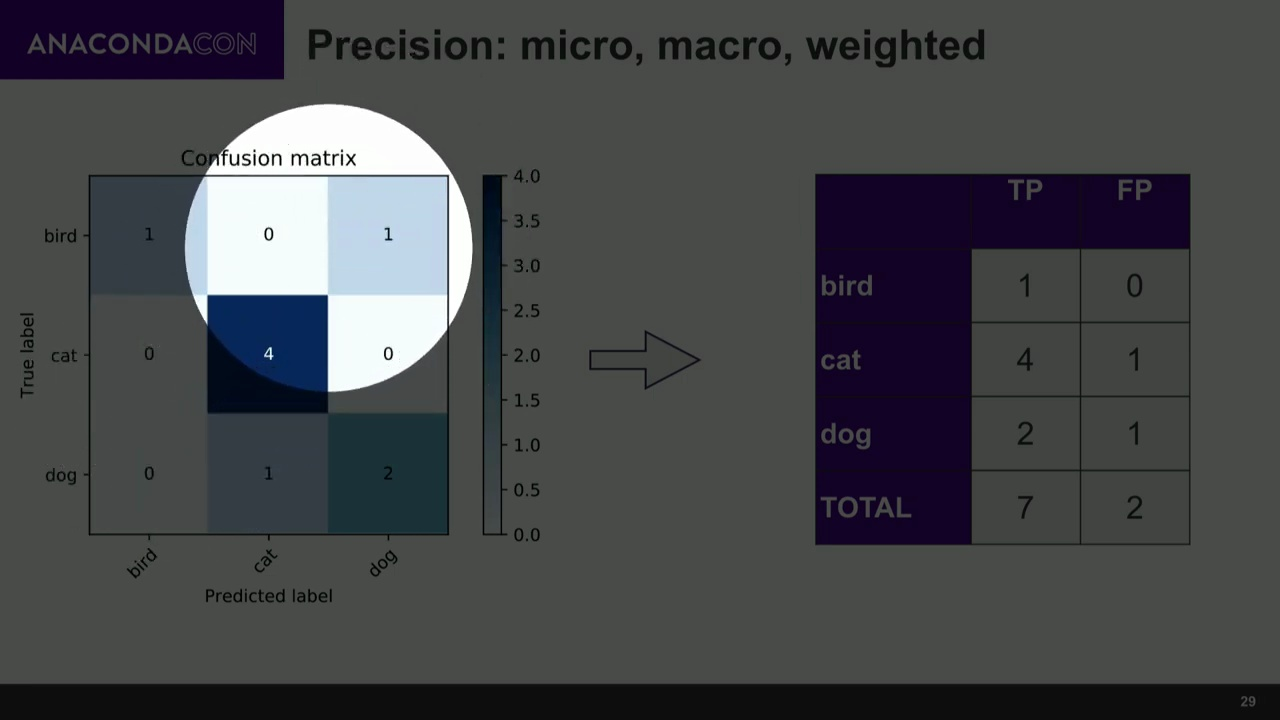 ANACONDACON
Precision: micro, macro, weighted
Confusion matrix
True label
bird 1 0 1
cat 0 4 0
dog 0 1 2
bird cat dog
Predicted label
4.0
3.5
3.0
2.5
2.0
1.5
1.0
0.5
0.0
TP FP
bird 1 0
cat 4 1
dog 2 1
TOTAL 7 2
29